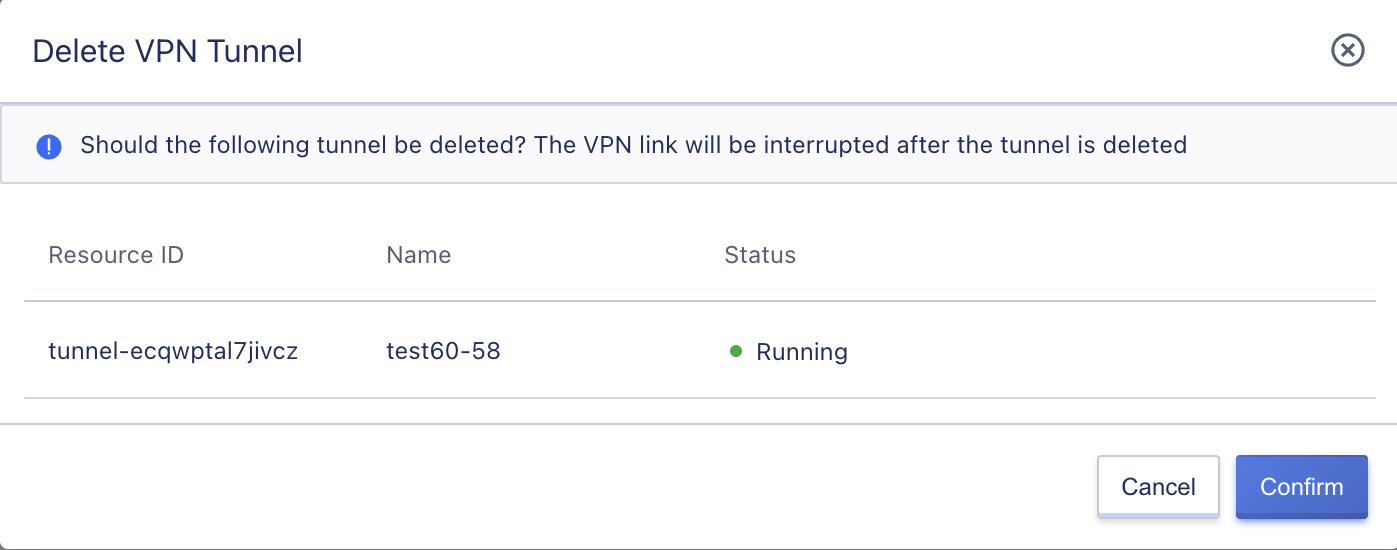 Delete VPN Tunnel
Should the following tunnel be deleted? The VPN link will be interrupted after the tunnel is deleted
Resource ID Name Status
tunnel-ecqwptal7jivcz test60-58 Running
Cancel Confirm